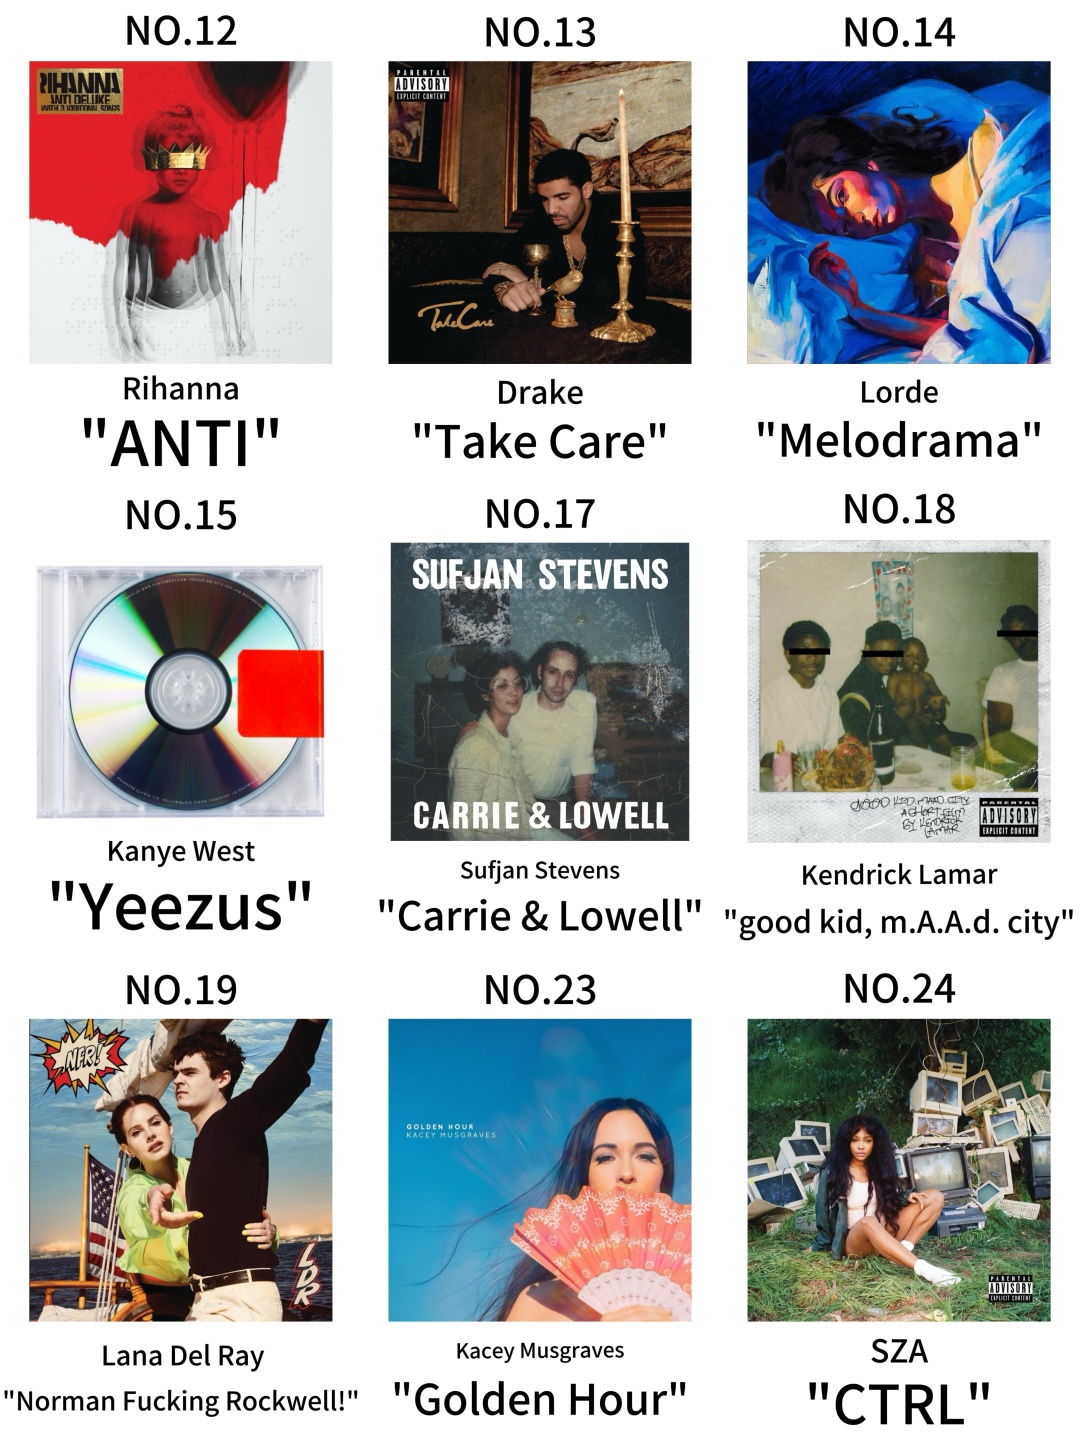 NO.12
NO.13
NO.14
RIHANNA
ANTI DELUXE
WITH 3 ADDITIONAL SONGS
PARENTAL
ADVISORY
EXPLICIT CONTENT
Take Care
Rihanna
"ANTI"
Drake
"Take Care"
Lorde
"Melodrama"
NO.15
NO.17
NO.18
SUFJAN STEVENS
CARRIE & LOWELL
GOOD KID, MAAD CITY
A SHORT FILM
BY KENDRICK
LAMAR
PARENTAL
ADVISORY
EXPLICIT CONTENT
Kanye West
"Yeezus"
Sufjan Stevens
"Carrie & Lowell"
Kendrick Lamar
"good kid, m.A.A.d. city"
NO.19
NO.23
NO.24
NFR!
LDR
GOLDEN HOUR
KACEY MUSGRAVES
PARENTAL
ADVISORY
EXPLICIT CONTENT
Lana Del Ray
"Norman Fucking Rockwell!"
Kacey Musgraves
"Golden Hour"
SZA
"CTRL"